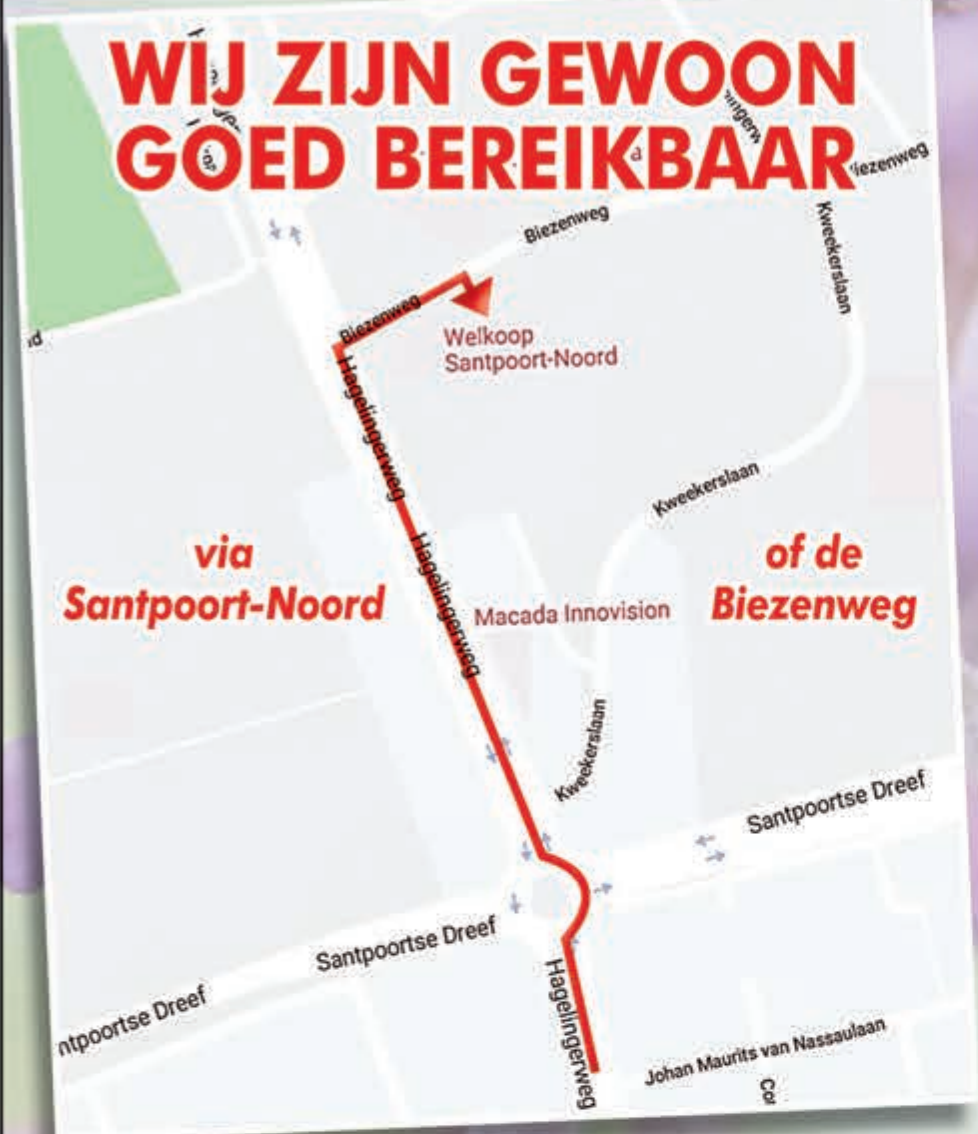 WIJ ZIJN GEWOON
GOED BEREIKBAAR
Biezenweg
Kweekerslaan
Biezenweg
Welkoop
Santpoort-Noord
Hagelingerweg
Kweekerslaan
via
Santpoort-Noord
of de
Biezenweg
Hagelingerweg
Macada Innovision
Kweekerslaan
Santpoortse Dreef
Santpoortse Dreef
ntpoortse Dreef
Hagelingerweg
Johan Maurits van Nassaulaan